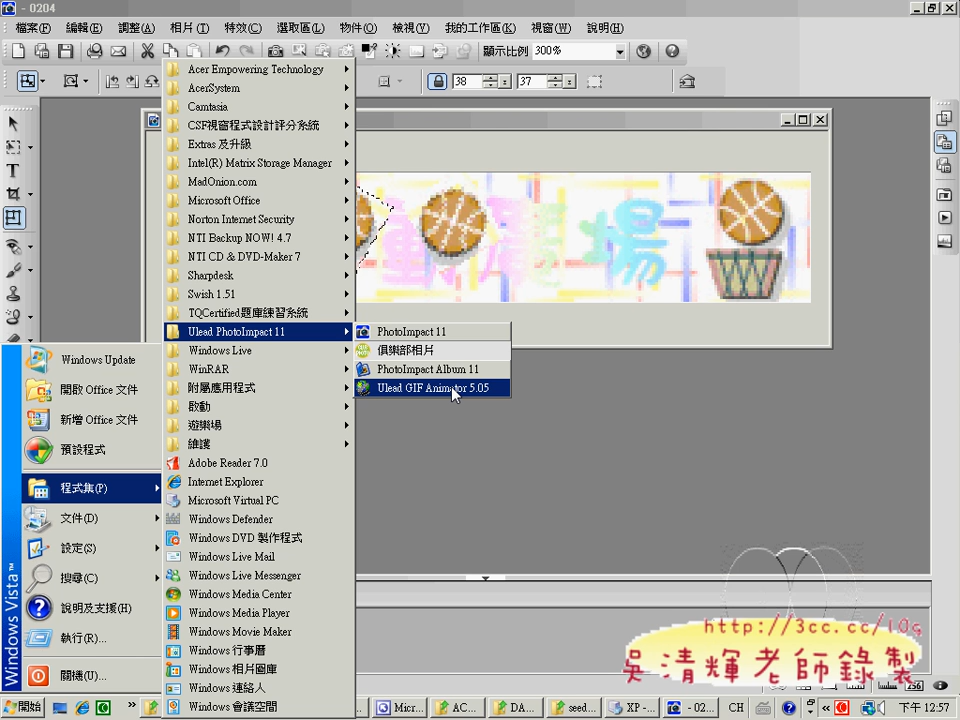 - 0204
檔案(F) 編輯(E) 調整(A) 相片(I) 特效(C) 選取區(L) 物件(O) 檢視(V) 我的工作區(K) 視窗(W) 說明(H)
顯示比例 300%
38 37
T
動 場
Acer Empowering Technology
AcerSystem
Camtasia
CSF視窗程式設計評分系統
Extras 及升級
Intel(R) Matrix Storage Manager
MadOnion.com
Microsoft Office
Norton Internet Security
NTI Backup NOW! 4.7
NTI CD & DVD-Maker 7
Sharpdesk
Swish 1.51
TQCertified題庫練習系統
Ulead PhotoImpact 11
Windows Live
WinRAR
附屬應用程式
啟動
遊樂場
維護
Adobe Reader 7.0
Internet Explorer
Microsoft Virtual PC
Windows Defender
Windows DVD 製作程式
Windows Live Mail
Windows Live Messenger
Windows Media Center
Windows Media Player
Windows Movie Maker
Windows 行事曆
Windows 相片圖庫
Windows 連絡人
Windows 會議空間
PhotoImpact 11
俱樂部相片
PhotoImpact Album 11
Ulead GIF Animator 5.05
Windows Update
開啟 Office 文件
新增 Office 文件
預設程式
程式集(P)
文件(D)
設定(S)
搜尋(C)
說明及支援(H)
執行(R)...
關機(U)...
Windows Vista™
http://3cc.cc/10q
吳清輝老師錄製
256
開始 Micr... AC... DA... seed... XP -... - 02... CH 下午 12:57